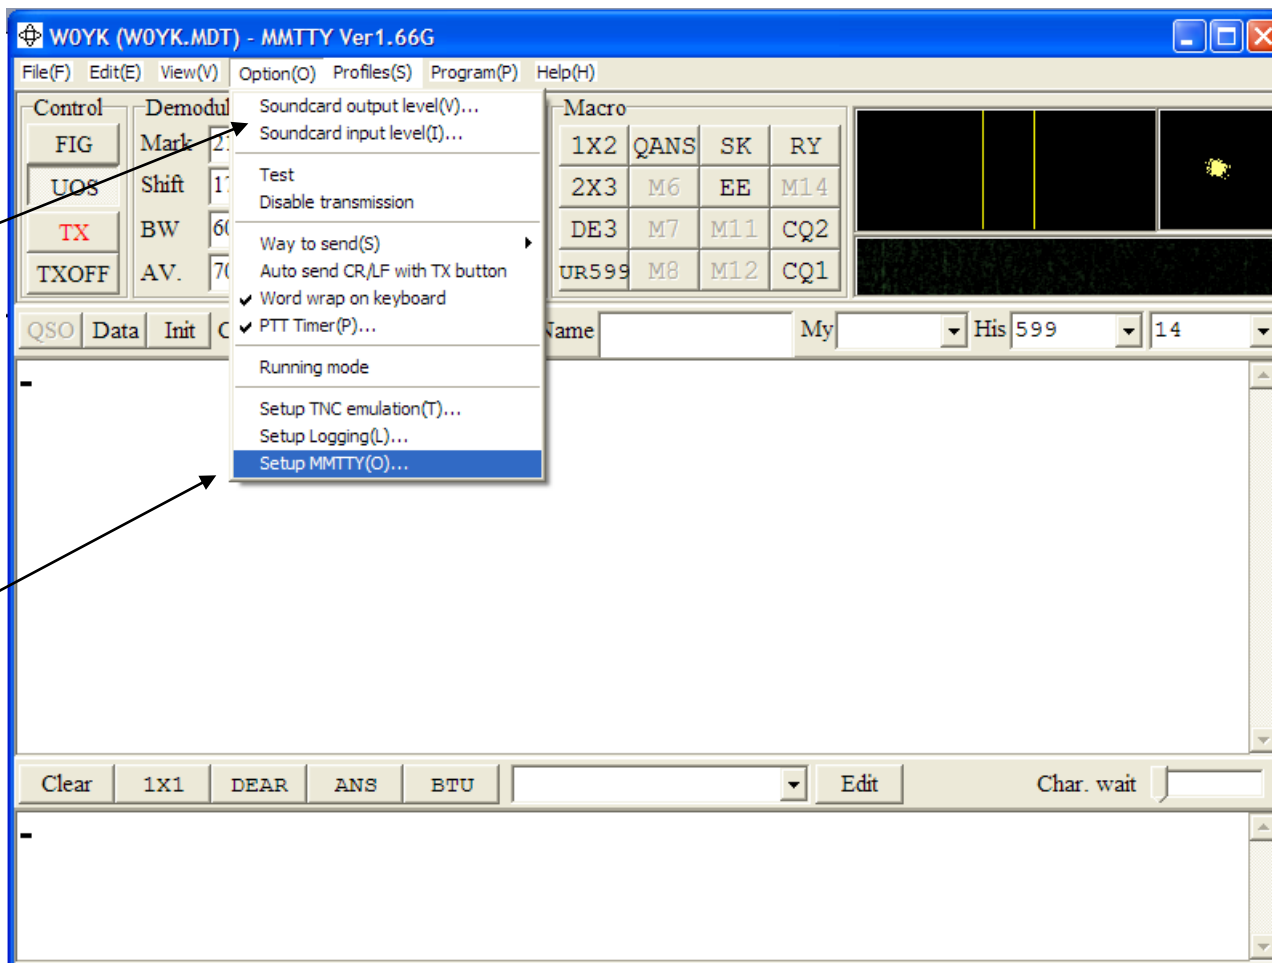 W0YK (W0YK.MDT) - MMTTY Ver1.66G
File(F) Edit(E) View(V) Option(O) Profiles(S) Program(P) Help(H)
Control
FIG
UOS
TX
TXOFF
Mark
Shift
BW
AV.
Soundcard output level(V)...
Soundcard input level(I)...
Test
Disable transmission
Way to send(S)
Auto send CR/LF with TX button
Word wrap on keyboard
PTT Timer(P)...
Running mode
Setup TNC emulation(T)...
Setup Logging(L)...
Setup MMTTY(O)...
Macro
1X2 QANS SK RY
2X3 M6 EE M14
DE3 M7 M11 CQ2
UR599 M8 M12 CQ1
QSO Data Init My His 599 14
Clear 1X1 DEAR ANS BTU Edit Char. wait